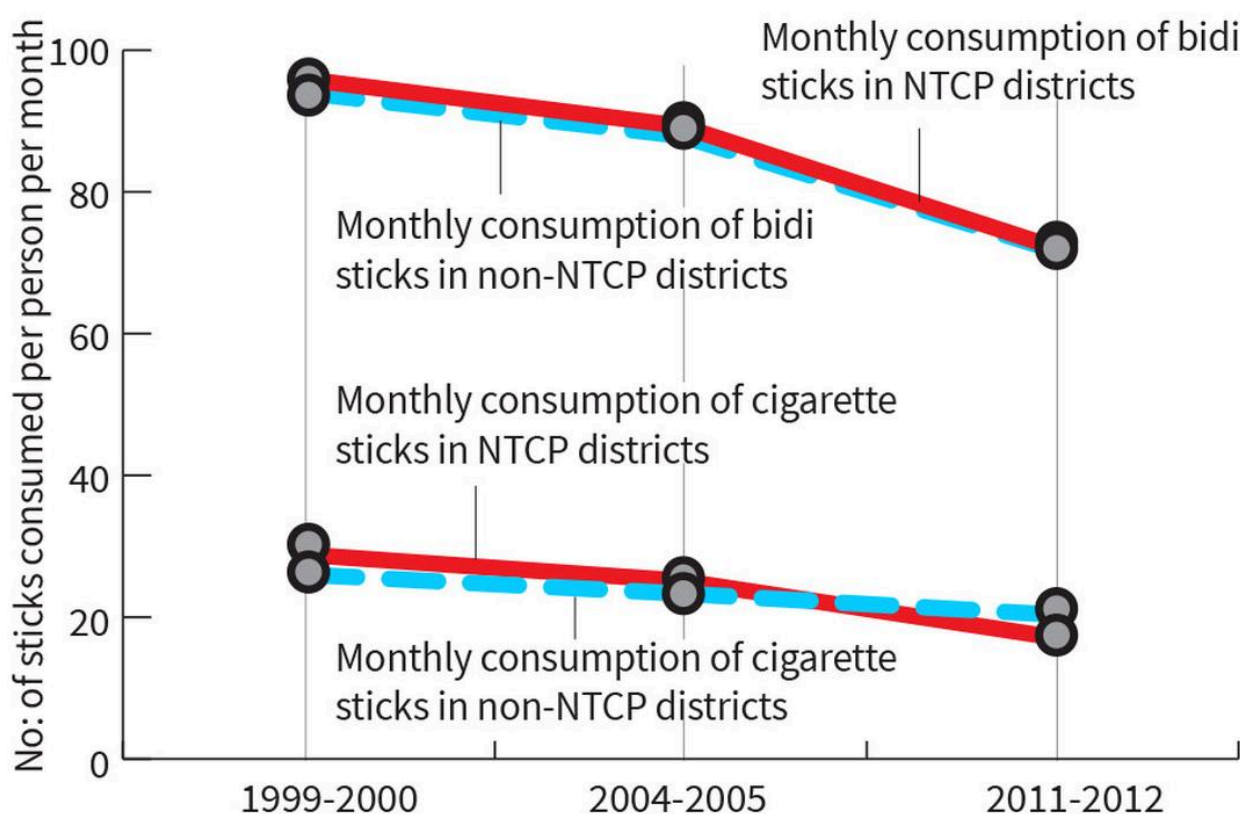 No: of sticks consumed per person per month
100
80
60
40
20
0
Monthly consumption of bidi
sticks in NTCP districts
Monthly consumption of bidi
sticks in non-NTCP districts
Monthly consumption of cigarette
sticks in NTCP districts
Monthly consumption of cigarette
sticks in non-NTCP districts
1999-2000
2004-2005
2011-2012